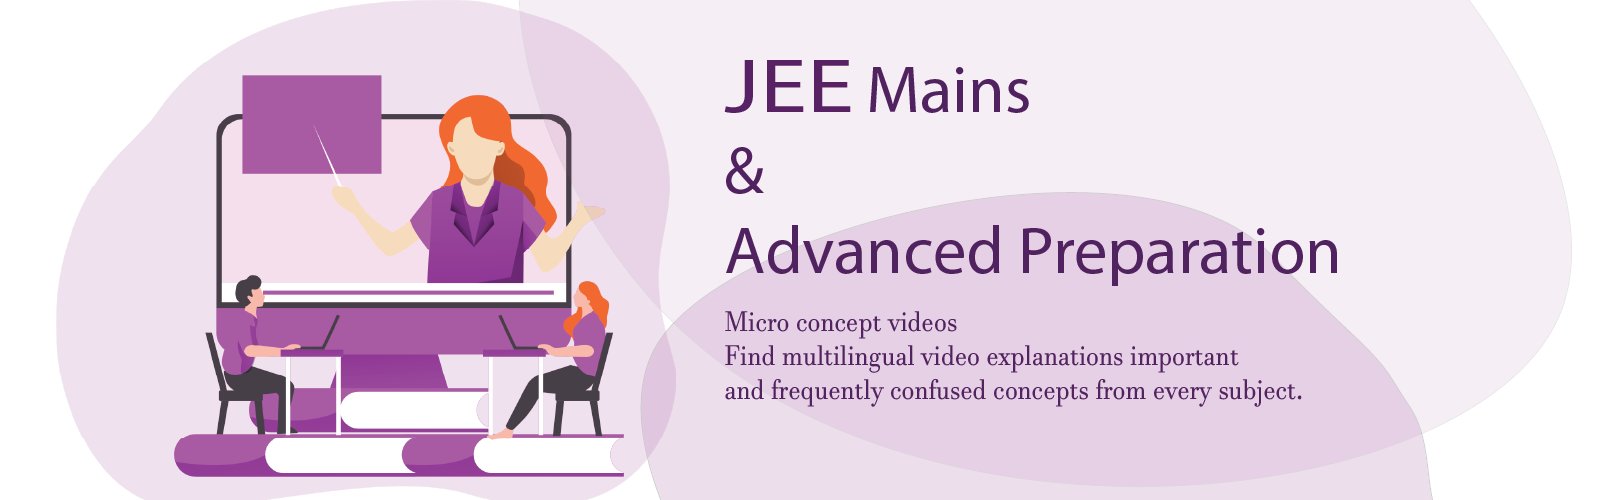 JEE Mains
&
Advanced Preparation
Micro concept videos
Find multilingual video explanations important
and frequently confused concepts from every subject.